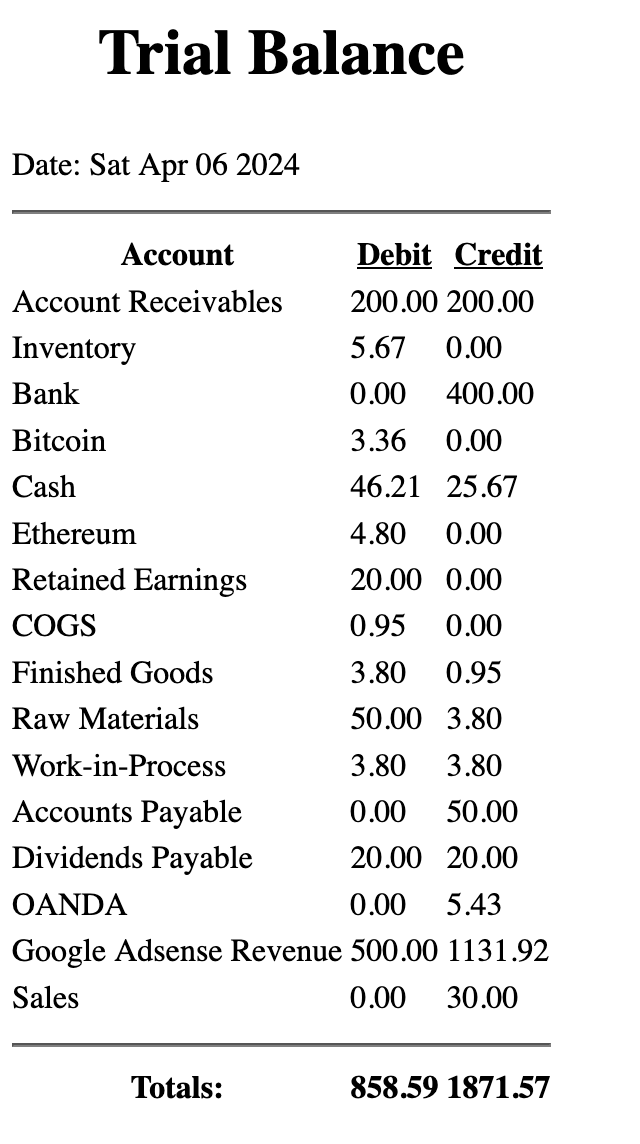 Trial Balance
Date: Sat Apr 06 2024
Account Debit Credit
Account Receivables 200.00 200.00
Inventory 5.67 0.00
Bank 0.00 400.00
Bitcoin 3.36 0.00
Cash 46.21 25.67
Ethereum 4.80 0.00
Retained Earnings 20.00 0.00
COGS 0.95 0.00
Finished Goods 3.80 0.95
Raw Materials 50.00 3.80
Work-in-Process 3.80 3.80
Accounts Payable 0.00 50.00
Dividends Payable 20.00 20.00
OANDA 0.00 5.43
Google Adsense Revenue 500.00 1131.92
Sales 0.00 30.00
Totals: 858.59 1871.57